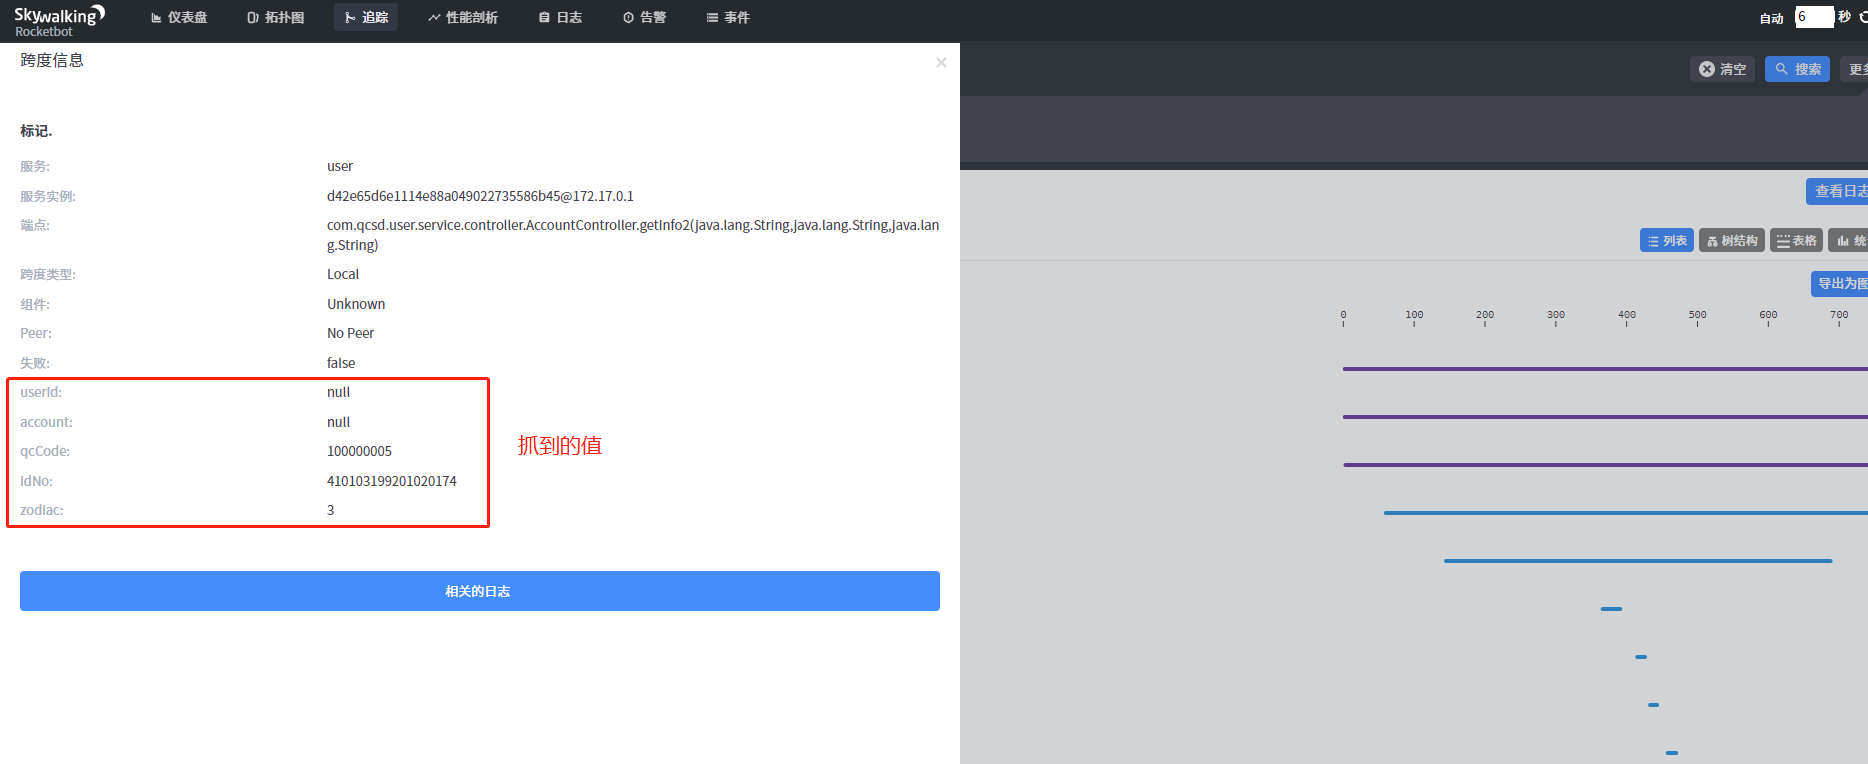 Skywalking
Rocketbot
仪表盘
拓扑图
追踪
性能剖析
日志
告警
事件
自动 6 秒
跨度信息
×
清空
搜索
标记.
服务: user
服务实例: d42e65d6e1114e88a049022735586b45@172.17.0.1
端点: com.qcsd.user.service.controller.AccountController.getInfo2(java.lang.String,java.lang.String,java.lan
g.String)
跨度类型: Local
组件: Unknown
Peer: No Peer
失败: false
userId: null
account: null
qcCode: 100000005
idNo: 410103199201020174
zodiac: 3
抓到的值
相关的日志
查看日志
列表
树结构
表格
统
导出为图
0 100 200 300 400 500 600 700